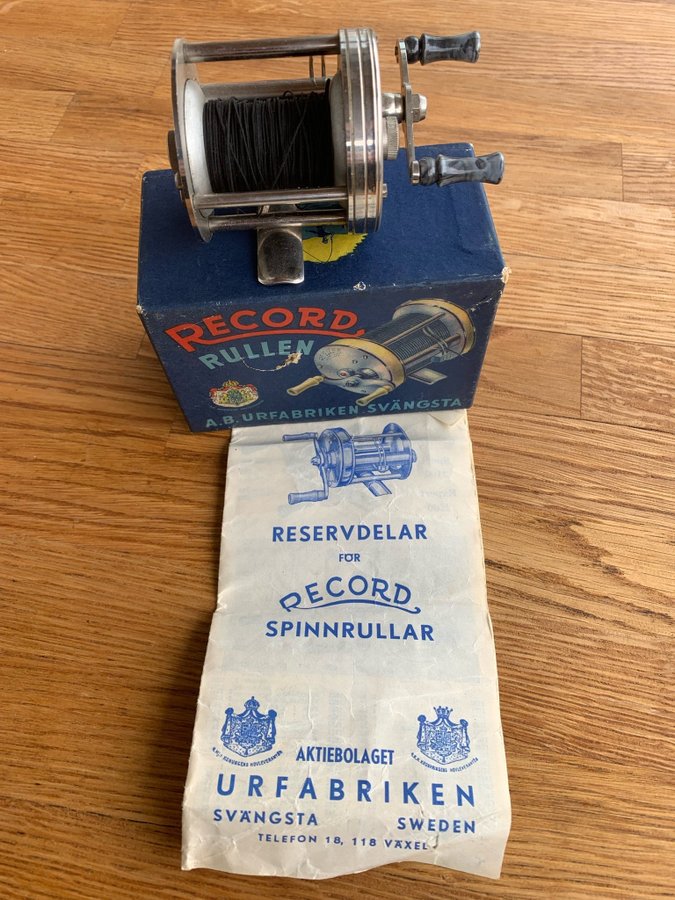 RECORD
RULLEN
A.B. URFABRIKEN SVÄNGSTA
RESERVDELAR
FÖR
RECORD
SPINNRULLAR
AKTIEBOLAGET
URFABRIKEN
SVÄNGSTA SWEDEN
TELEFON 18, 118 VÄXEL